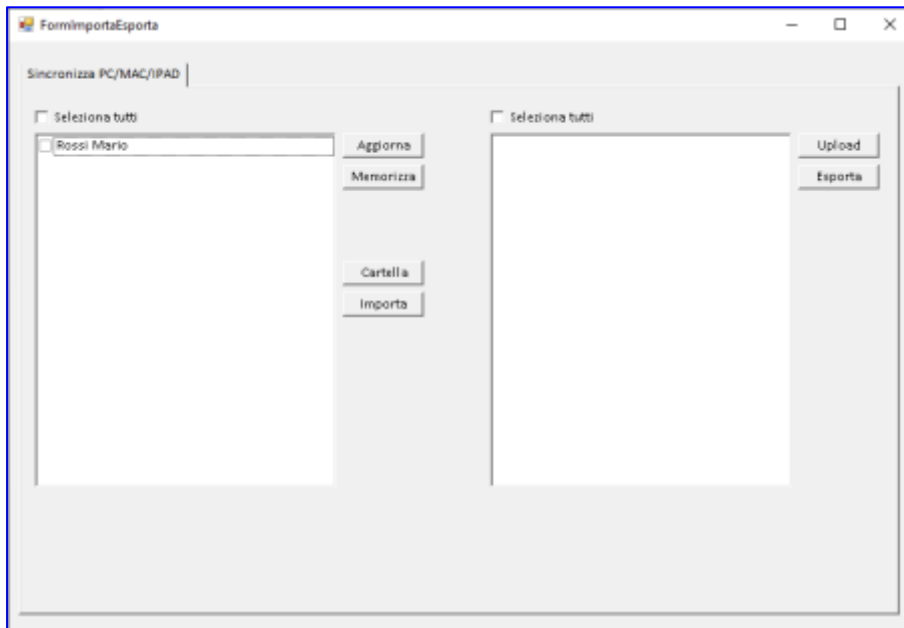 FormImportaEsporta
Sincronizza PC/MAC/IPAD
Seleziona tutti
Rossi Mario
Aggiorna
Memorizza
Cartella
Importa
Seleziona tutti
Upload
Esporta